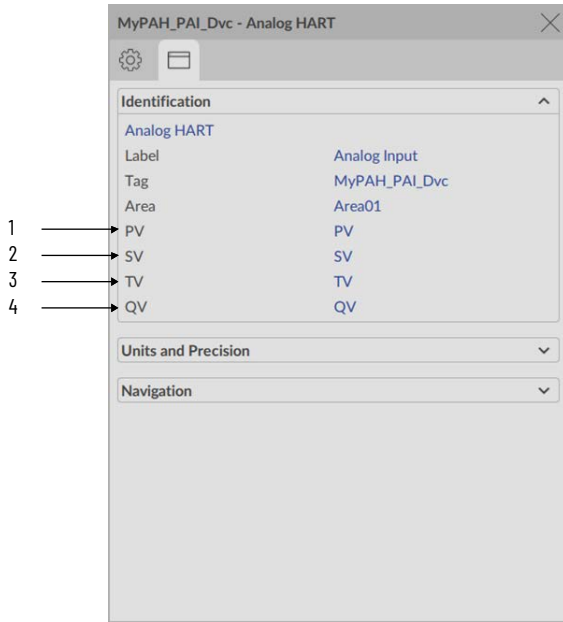 MyPAH_PAI_Dvc - Analog HART
Identification
Analog HART
Label Analog Input
Tag MyPAH_PAI_Dvc
Area Area01
1 PV PV
2 SV SV
3 TV TV
4 QV QV
Units and Precision
Navigation